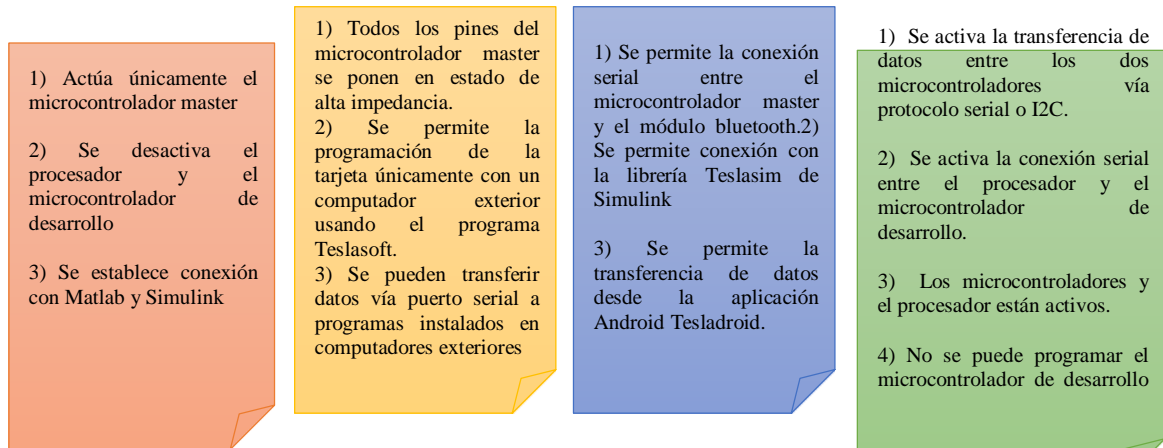 1) Actúa únicamente el
microcontrolador master
2) Se desactiva el
procesador y el
microcontrolador de
desarrollo
3) Se establece conexión
con Matlab y Simulink
1) Todos los pines del
microcontrolador master
se ponen en estado de
alta impedancia.
2) Se permite la
programación de la
tarjeta únicamente con un
computador exterior
usando el programa
Teslasoft.
3) Se pueden transferir
datos vía puerto serial a
programas instalados en
computadores exteriores
1) Se permite la conexión
serial entre el
microcontrolador master
y el módulo bluetooth.2)
Se permite conexión con
la librería Teslasim de
Simulink
3) Se permite la
transferencia de datos
desde la aplicación
Android Tesladroid.
1) Se activa la transferencia de
datos entre los dos
microcontroladores vía
protocolo serial o I2C.
2) Se activa la conexión serial
entre el procesador y el
microcontrolador de
desarrollo.
3) Los microcontroladores y
el procesador están activos.
4) No se puede programar el
microcontrolador de desarrollo